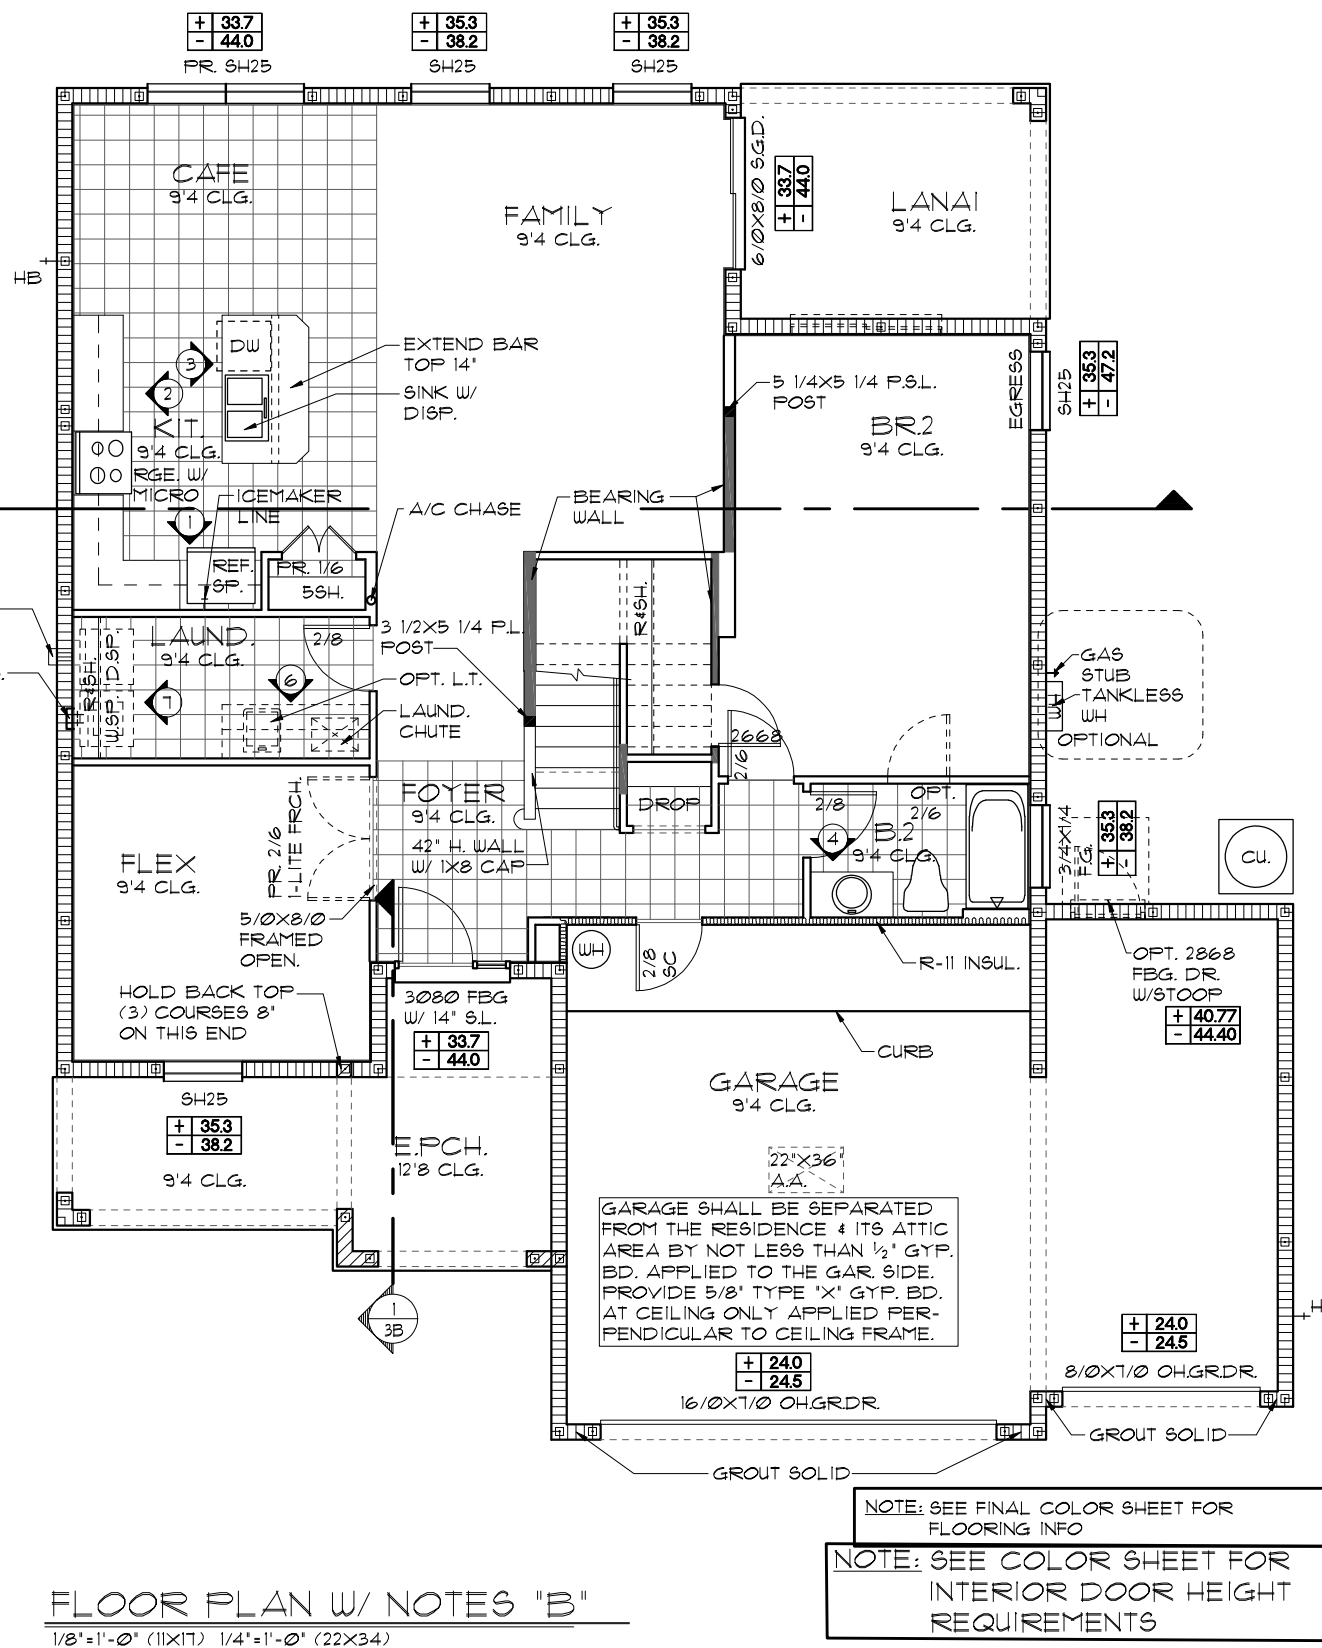 + 33.7
- 44.0
PR. SH25
+ 35.3
- 38.2
SH25
+ 35.3
- 38.2
SH25
CAFE
9'4 CLG.
FAMILY
9'4 CLG.
6/0X8/0 S.G.D.
+ 33.7
- 44.0
LANAI
9'4 CLG.
HB
DW
3
2
EXTEND BAR
TOP 14"
SINK W/
DISP.
KIT.
9'4 CLG.
RGE. W/
MICRO
ICEMAKER
LINE
1
A/C CHASE
BEARING
WALL
5 1/4X5 1/4 P.S.L.
POST
BR.2
9'4 CLG.
EGRESS
SH25
+ 35.3
- 47.2
REF.
SP.
PR. 1/6
5SH.
R&SH.
LAUND.
9'4 CLG.
2/8
3 1/2X5 1/4 P.L.
POST
R&SH.
W.SP. D.SP.
7
6
OPT. L.T.
LAUND.
CHUTE
GAS
STUB
TANKLESS
WH
OPTIONAL
2668
2/6
FOYER
9'4 CLG.
DROP
42" H. WALL
W/ 1X8 CAP
2/8
OPT.
2/6
4
B.2
9'4 CLG.
3/4X1/4
F.G.
+ 35.3
- 38.2
CU.
FLEX
9'4 CLG.
PR. 2/6
1-LITE FRCH
5/0X8/0
FRAMED
OPEN.
WH
2/8
SC
R-11 INSUL.
OPT. 2868
FBG. DR.
W/STOOP
+ 40.77
- 44.40
HOLD BACK TOP
(3) COURSES 8"
ON THIS END
3080 FBG
W/ 14" S.L.
+ 33.7
- 44.0
CURB
SH25
+ 35.3
- 38.2
9'4 CLG.
E.PCH.
12'8 CLG.
GARAGE
9'4 CLG.
22"X36"
A.A.
GARAGE SHALL BE SEPARATED
FROM THE RESIDENCE & ITS ATTIC
AREA BY NOT LESS THAN ½" GYP.
BD. APPLIED TO THE GAR. SIDE.
PROVIDE 5/8" TYPE "X" GYP. BD.
AT CEILING ONLY APPLIED PER-
PENDICULAR TO CEILING FRAME.
1
3B
+ 24.0
- 24.5
16/0X7/0 OH.GR.DR.
+ 24.0
- 24.5
8/0X7/0 OH.GR.DR.
GROUT SOLID
GROUT SOLID
NOTE: SEE FINAL COLOR SHEET FOR
FLOORING INFO
NOTE: SEE COLOR SHEET FOR
INTERIOR DOOR HEIGHT
REQUIREMENTS
FLOOR PLAN W/ NOTES "B"
1/8"=1'-0" (11X17) 1/4"=1'-0" (22X34)